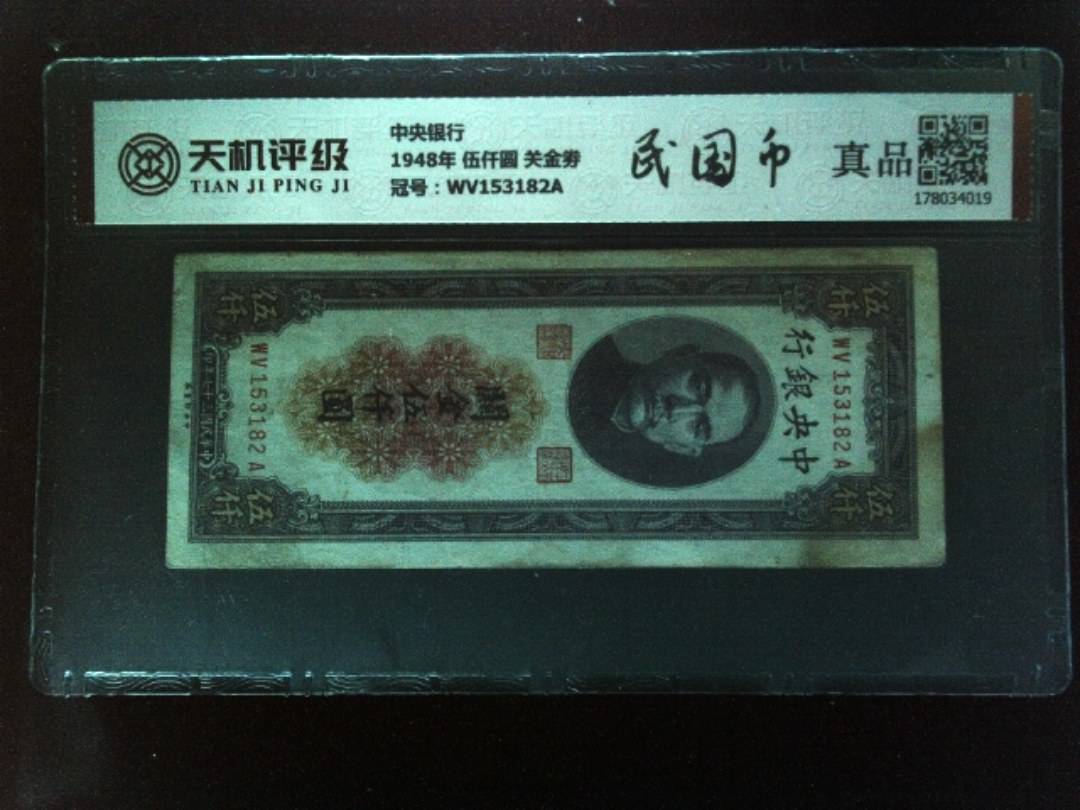 天机评级
TIAN JI PING JI
中央银行
1948年 伍仟圆 关金券
冠号：WV153182A
民国币
真品
178034019
伍仟
伍仟
中央銀行
WV153182A
關金伍仟圓
WV153182A
伍仟
伍仟